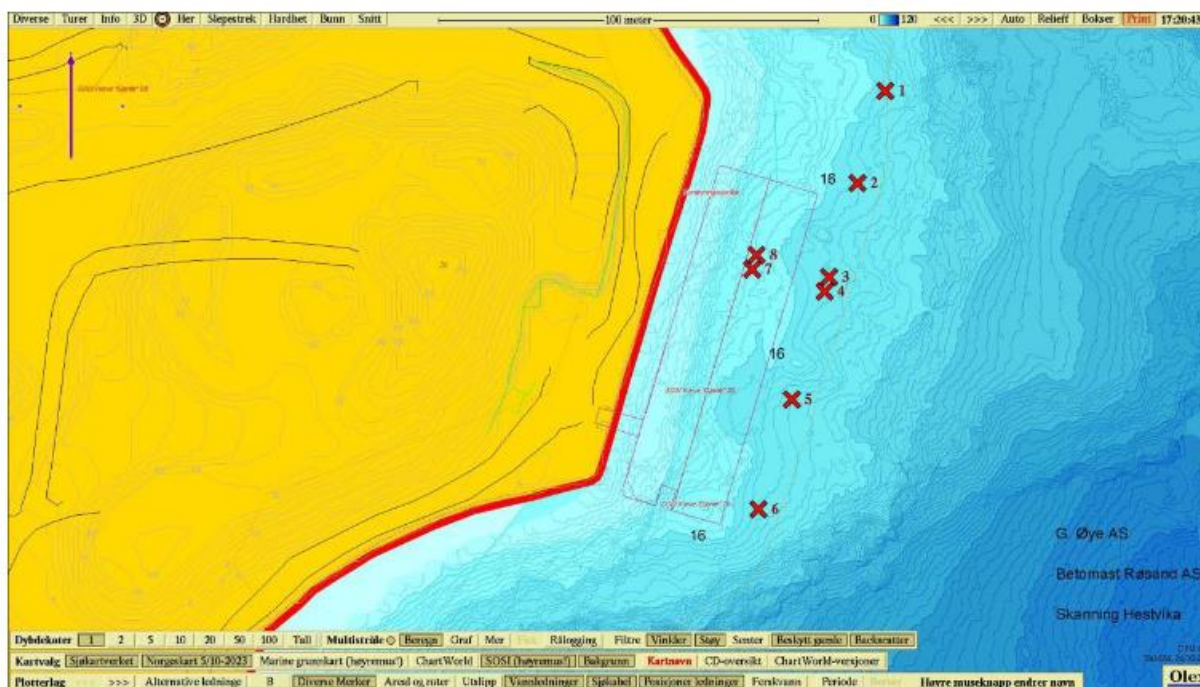 Diverse Turer Info 3D Her Slepestrek Hardhet Bunn Snitt 100 meter 0 120 <<< >>> Auto Relieff Bokser Print 17:20:43
1
18 2
8
7
3
4
16
5
6
16
G. Øye AS
Betomast Røsand AS
Skanning Hestvika
Dybdekoter 1 2 5 10 20 50 100 Tall Multistråle Beregn Graf Mer Rålogging Filtre Vinkler Støy Senter Beskytt gamle Backscatter
Kartvalg Sjøkartverket Norgeskart 5/10-2023 Marine grunnkart (høyremus!) ChartWorld SOSI (høyremus!) Bakgrunn Kartnavn CD-oversikt ChartWorld-versjoner
Plotterlag >>> Alternative ledninge B Diverse Merker Areal og ruter Utslipp Vannledninger Sjøkabel Posisjoner ledninger Ferskvann Periode Høyre museknapp endrer navn
Olex